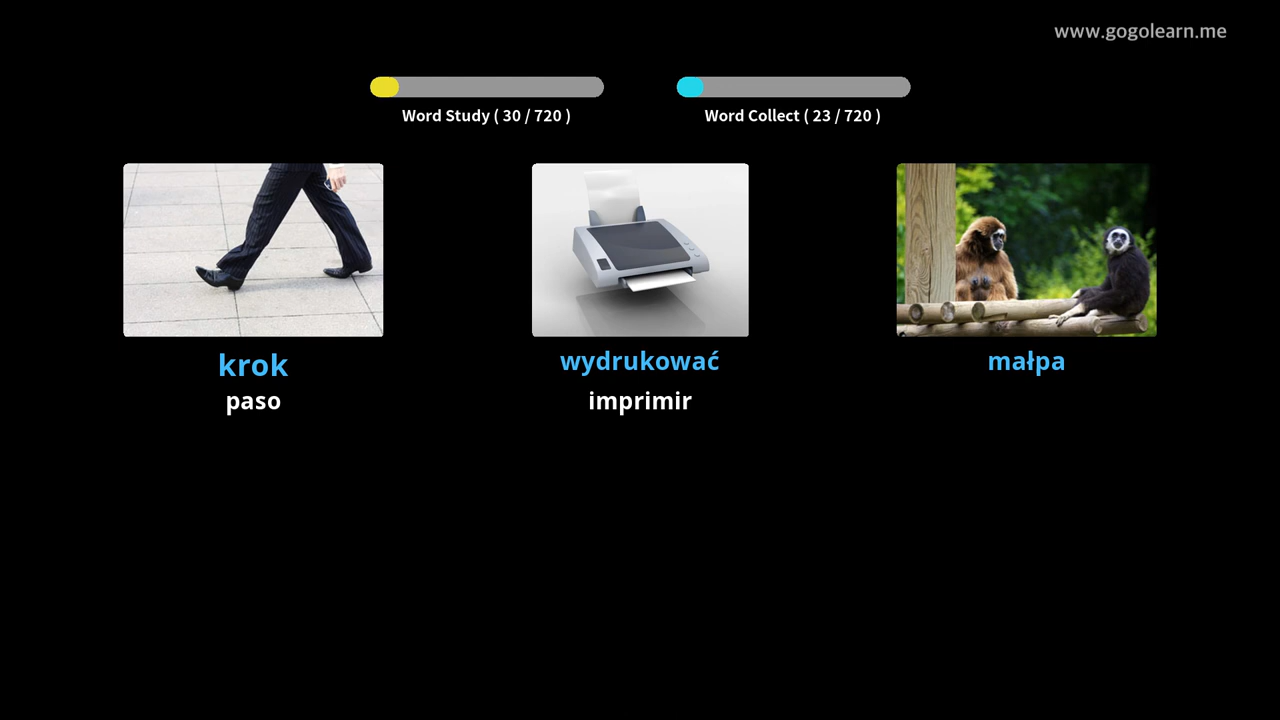 www.gogolearn.me
Word Study ( 30 / 720 )
Word Collect ( 23 / 720 )
krok
paso
wydrukować
imprimir
małpa